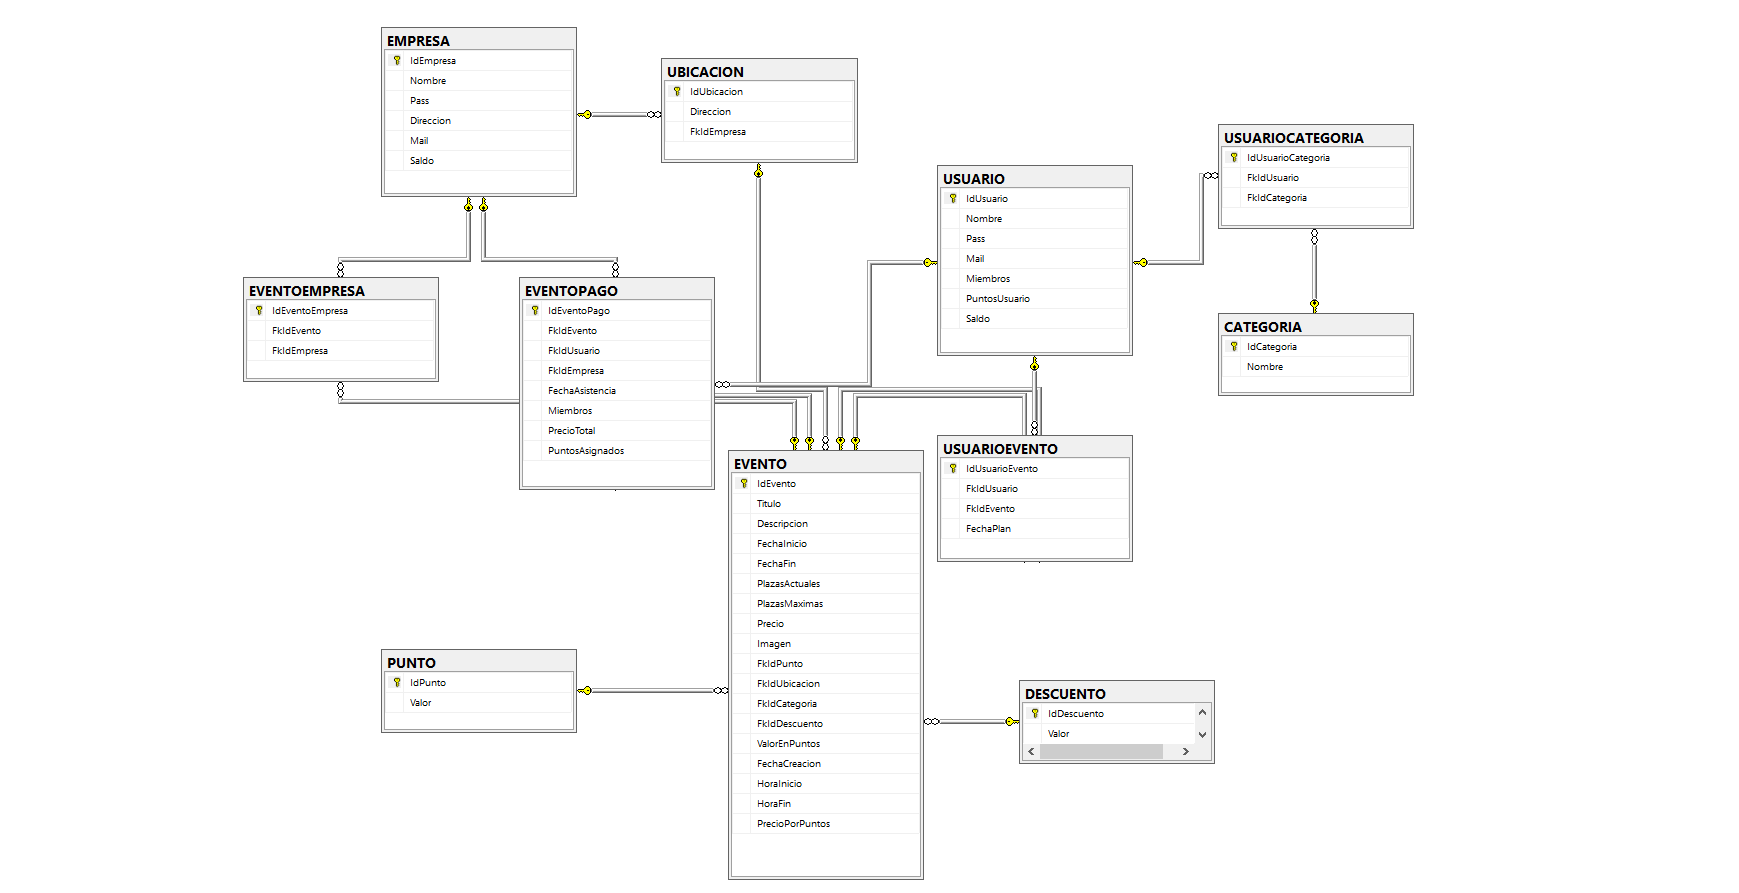 EMPRESA
IdEmpresa
Nombre
Pass
Direccion
Mail
Saldo
UBICACION
IdUbicacion
Direccion
FkIdEmpresa
USUARIOCATEGORIA
IdUsuarioCategoria
FkIdUsuario
FkIdCategoria
USUARIO
IdUsuario
Nombre
Pass
Mail
Miembros
PuntosUsuario
Saldo
EVENTOEMPRESA
IdEventoEmpresa
FkIdEvento
FkIdEmpresa
EVENTOPAGO
IdEventoPago
FkIdEvento
FkIdUsuario
FkIdEmpresa
FechaAsistencia
Miembros
PrecioTotal
PuntosAsignados
CATEGORIA
IdCategoria
Nombre
EVENTO
IdEvento
Titulo
Descripcion
FechaInicio
FechaFin
PlazasActuales
PlazasMaximas
Precio
Imagen
FkIdPunto
FkIdUbicacion
FkIdCategoria
FkIdDescuento
ValorEnPuntos
FechaCreacion
HoraInicio
HoraFin
PrecioPorPuntos
USUARIOEVENTO
IdUsuarioEvento
FkIdUsuario
FkIdEvento
FechaPlan
PUNTO
IdPunto
Valor
DESCUENTO
IdDescuento
Valor